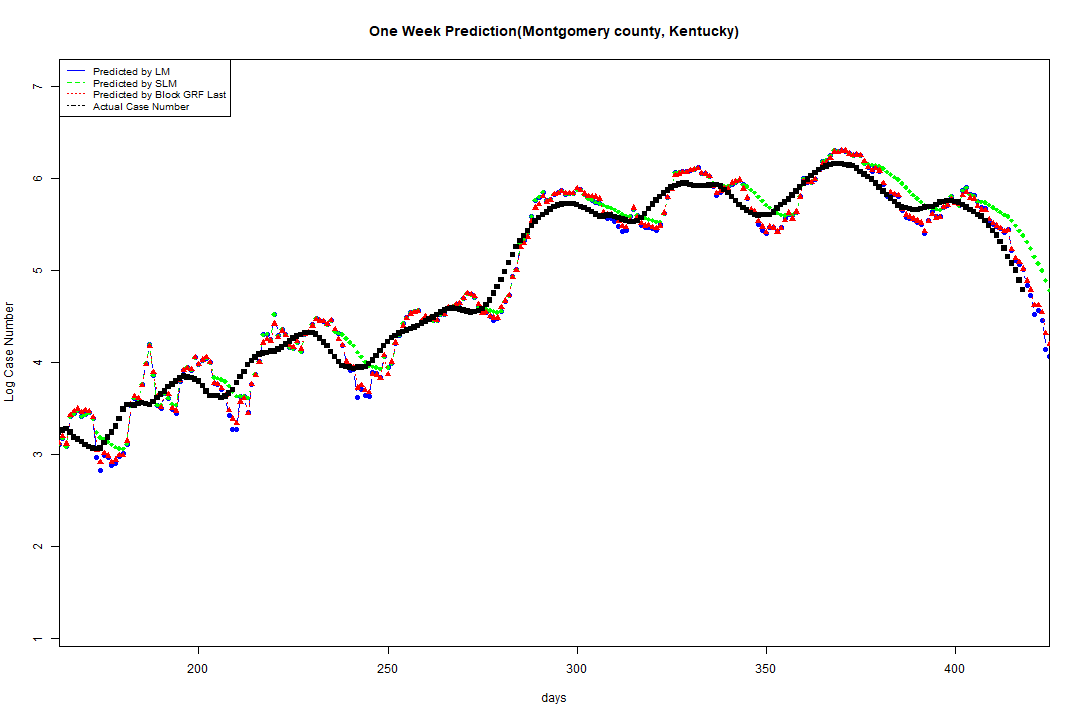 One Week Prediction(Montgomery county, Kentucky)
Predicted by LM
Predicted by SLM
Predicted by Block GRF Last
Actual Case Number
7
6
5
4
3
2
1
Log Case Number
200 250 300 350 400
days